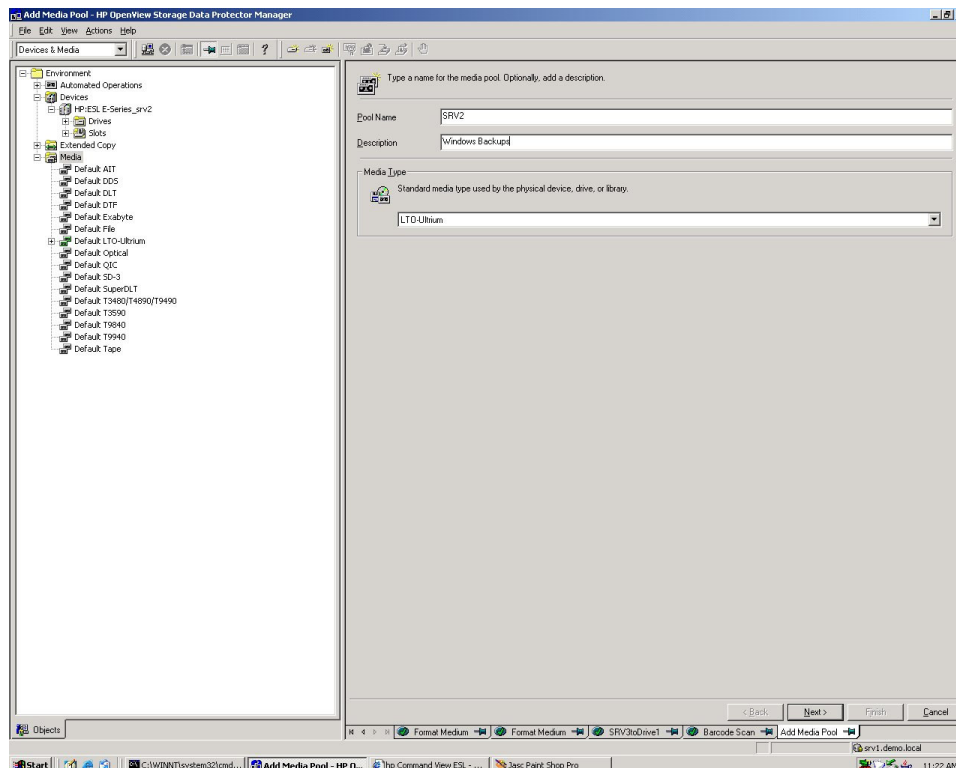 Add Media Pool - HP OpenView Storage Data Protector Manager
File Edit View Actions Help
Devices & Media
Environment
Automated Operations
Devices
HP:ESL E-Series_srv2
Drives
Slots
Extended Copy
Media
Default AIT
Default DDS
Default DLT
Default DTF
Default Exabyte
Default File
Default LTO-Ultrium
Default Optical
Default QIC
Default SD-3
Default SuperDLT
Default T3480/T4890/T9490
Default T3590
Default T9840
Default T9940
Default Tape
Objects
Type a name for the media pool. Optionally, add a description.
Pool Name SRV2
Description Windows Backups
Media Type
Standard media type used by the physical device, drive, or library.
LTO-Ultrium
< Back Next > Finish Cancel
Format Medium Format Medium SRV3toDrive1 Barcode Scan Add Media Pool
srv1.demo.local
Start C:\WINNT\system32\cmd... Add Media Pool - HP O... hp Command View ESL - ... Jasc Paint Shop Pro 11:22 AM